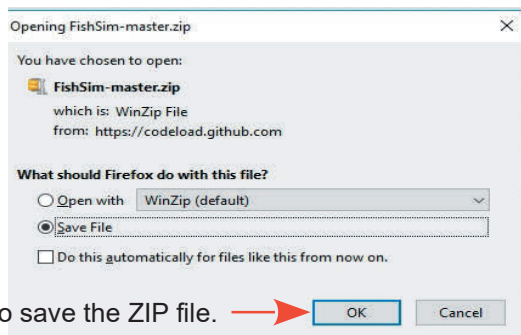 Opening FishSim-master.zip
You have chosen to open:
FishSim-master.zip
which is: WinZip File
from: https://codeload.github.com
What should Firefox do with this file?
Open with WinZip (default)
Save File
Do this automatically for files like this from now on.
o save the ZIP file.
OK Cancel